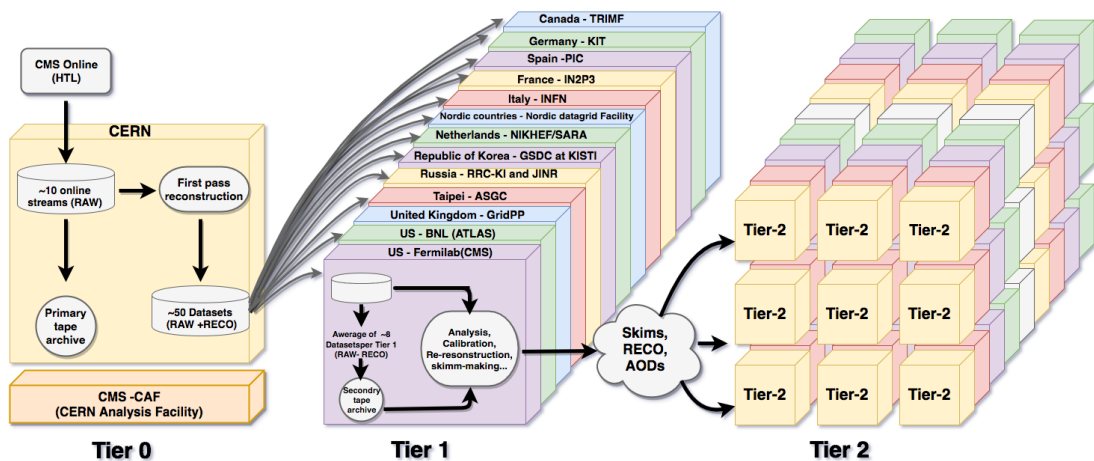 CMS Online
(HTL)
CERN
~10 online
streams (RAW)
First pass
reconstruction
Primary
tape
archive
~50 Datasets
(RAW +RECO)
CMS -CAF
(CERN Analysis Facility)
Tier 0
Canada - TRIMF
Germany - KIT
Spain -PIC
France - IN2P3
Italy - INFN
Nordic countries - Nordic datagrid Facility
Netherlands - NIKHEF/SARA
Republic of Korea - GSDC at KISTI
Russia - RRC-KI and JINR
Taipei - ASGC
United Kingdom - GridPP
US - BNL (ATLAS)
US - Fermilab(CMS)
Awerage of ~8
Datasetsper Tier 1
(RAW- RECO)
Secondry
tape
archive
Analysis,
Calibration,
Re-resonstruction,
skimm-making...
Tier 1
Skims,
RECO,
AODs
Tier-2
Tier-2
Tier-2
Tier-2
Tier-2
Tier-2
Tier-2
Tier-2
Tier-2
Tier 2